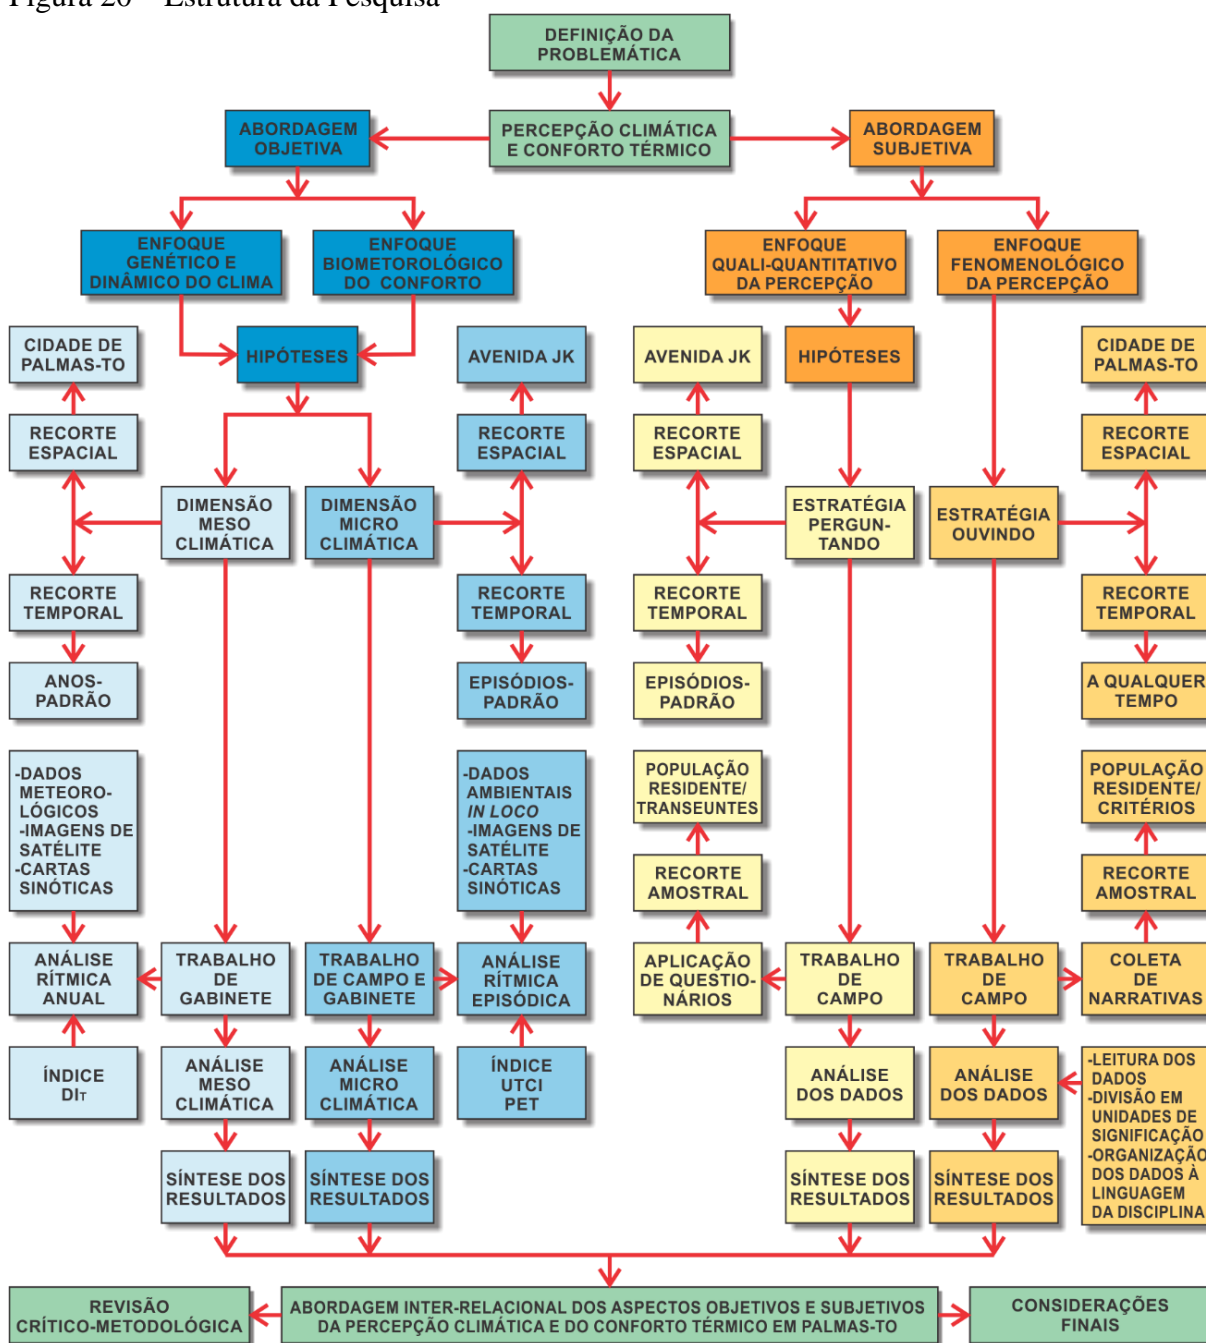 Figura 20 – Estrutura da Pesquisa
DEFINIÇÃO DA
PROBLEMÁTICA
ABORDAGEM
OBJETIVA
PERCEPÇÃO CLIMÁTICA
E CONFORTO TÉRMICO
ABORDAGEM
SUBJETIVA
ENFOQUE
GENÉTICO E
DINÂMICO DO CLIMA
ENFOQUE
BIOMETOROLÓGICO
DO CONFORTO
ENFOQUE
QUALI-QUANTITATIVO
DA PERCEPÇÃO
ENFOQUE
FENOMENOLÓGICO
DA PERCEPÇÃO
CIDADE DE
PALMAS-TO
HIPÓTESES
AVENIDA JK
AVENIDA JK
HIPÓTESES
CIDADE DE
PALMAS-TO
RECORTE
ESPACIAL
RECORTE
ESPACIAL
RECORTE
ESPACIAL
RECORTE
ESPACIAL
DIMENSÃO
MESO
CLIMÁTICA
DIMENSÃO
MICRO
CLIMÁTICA
ESTRATÉGIA
PERGUN-
TANDO
ESTRATÉGIA
OUVINDO
RECORTE
TEMPORAL
RECORTE
TEMPORAL
RECORTE
TEMPORAL
RECORTE
TEMPORAL
ANOS-
PADRÃO
EPISÓDIOS-
PADRÃO
EPISÓDIOS-
PADRÃO
A QUALQUER
TEMPO
-DADOS
METEORO-
LÓGICOS
-IMAGENS DE
SATÉLITE
-CARTAS
SINÓTICAS
-DADOS
AMBIENTAIS
IN LOCO
-IMAGENS DE
SATÉLITE
-CARTAS
SINÓTICAS
POPULAÇÃO
RESIDENTE/
TRANSEUNTES
POPULAÇÃO
RESIDENTE/
CRITÉRIOS
RECORTE
AMOSTRAL
RECORTE
AMOSTRAL
ANÁLISE
RÍTMICA
ANUAL
TRABALHO
DE
GABINETE
TRABALHO
DE CAMPO E
GABINETE
ANÁLISE
RÍTMICA
EPISÓDICA
APLICAÇÃO
DE QUESTIO-
NÁRIOS
TRABALHO
DE
CAMPO
TRABALHO
DE
CAMPO
COLETA
DE
NARRATIVAS
ÍNDICE
DIT
ANÁLISE
MESO
CLIMÁTICA
ANÁLISE
MICRO
CLIMÁTICA
ÍNDICE
UTCI
PET
ANÁLISE
DOS DADOS
ANÁLISE
DOS DADOS
-LEITURA DOS
DADOS
-DIVISÃO EM
UNIDADES DE
SIGNIFICAÇÃO
-ORGANIZAÇÃO
DOS DADOS À
LINGUAGEM
DA DISCIPLINA
SÍNTESE DOS
RESULTADOS
SÍNTESE DOS
RESULTADOS
SÍNTESE DOS
RESULTADOS
SÍNTESE DOS
RESULTADOS
REVISÃO
CRÍTICO-METODOLÓGICA
ABORDAGEM INTER-RELACIONAL DOS ASPECTOS OBJETIVOS E SUBJETIVOS
DA PERCEPÇÃO CLIMÁTICA E DO CONFORTO TÉRMICO EM PALMAS-TO
CONSIDERAÇÕES
FINAIS